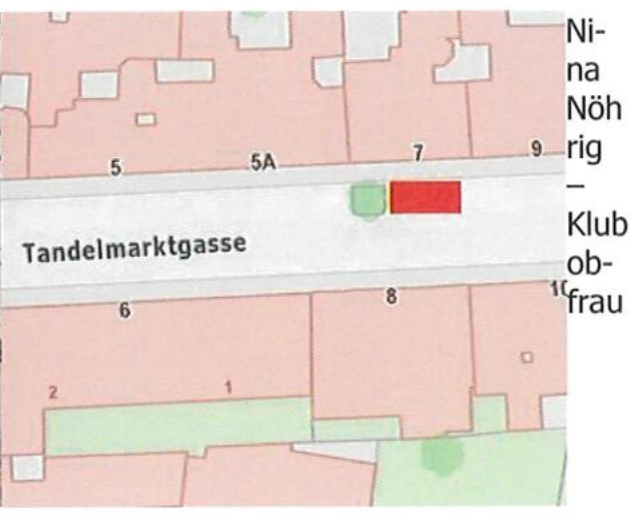 5
5A
7
9
Tandelmarktgasse
6
8
10
2
1
Ni-
na
Nöh
rig
–
Klub
ob-
frau